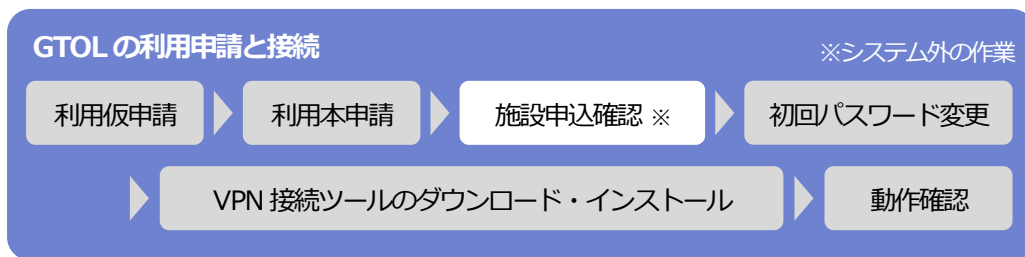 GTOL の利用申請と接続
※システム外の作業
利用仮申請
利用本申請
施設申込確認 ※
初回パスワード変更
VPN 接続ツールのダウンロード・インストール
動作確認